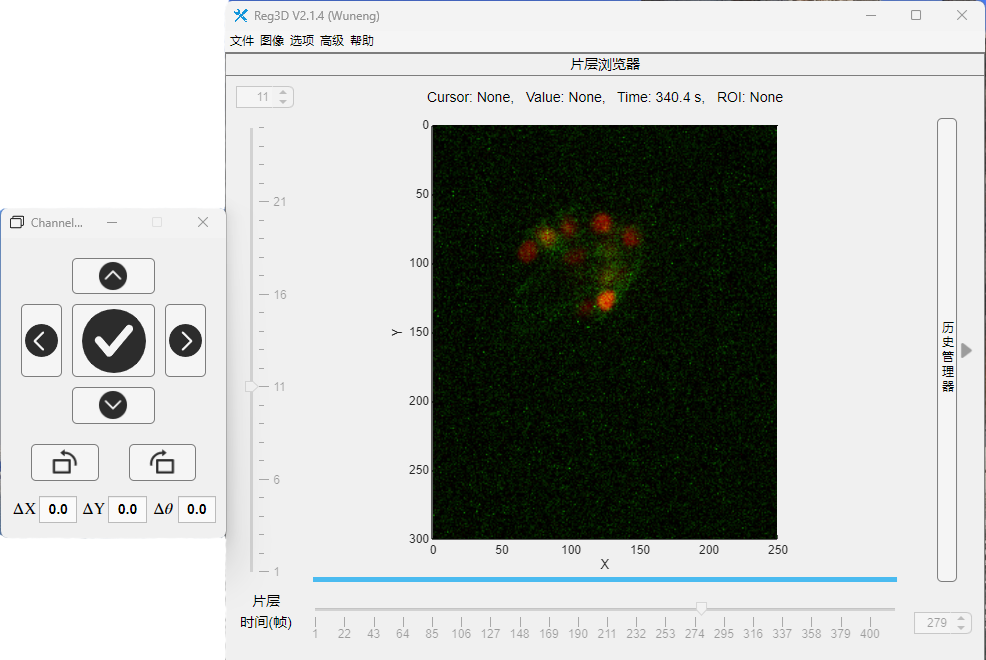 Reg3D V2.1.4 (Wuneng)
文件 图像 选项 高级 帮助
片层浏览器
11
Cursor: None, Value: None, Time: 340.4 s, ROI: None
21
16
11
6
1
片层
时间(帧)
0
50
100
150
200
250
300
Y
0 50 100 150 200 250
X
历史管理器
1 22 43 64 85 106 127 148 169 190 211 232 253 274 295 316 337 358 379 400
279
Channel...
ΔX 0.0 ΔY 0.0 Δθ 0.0